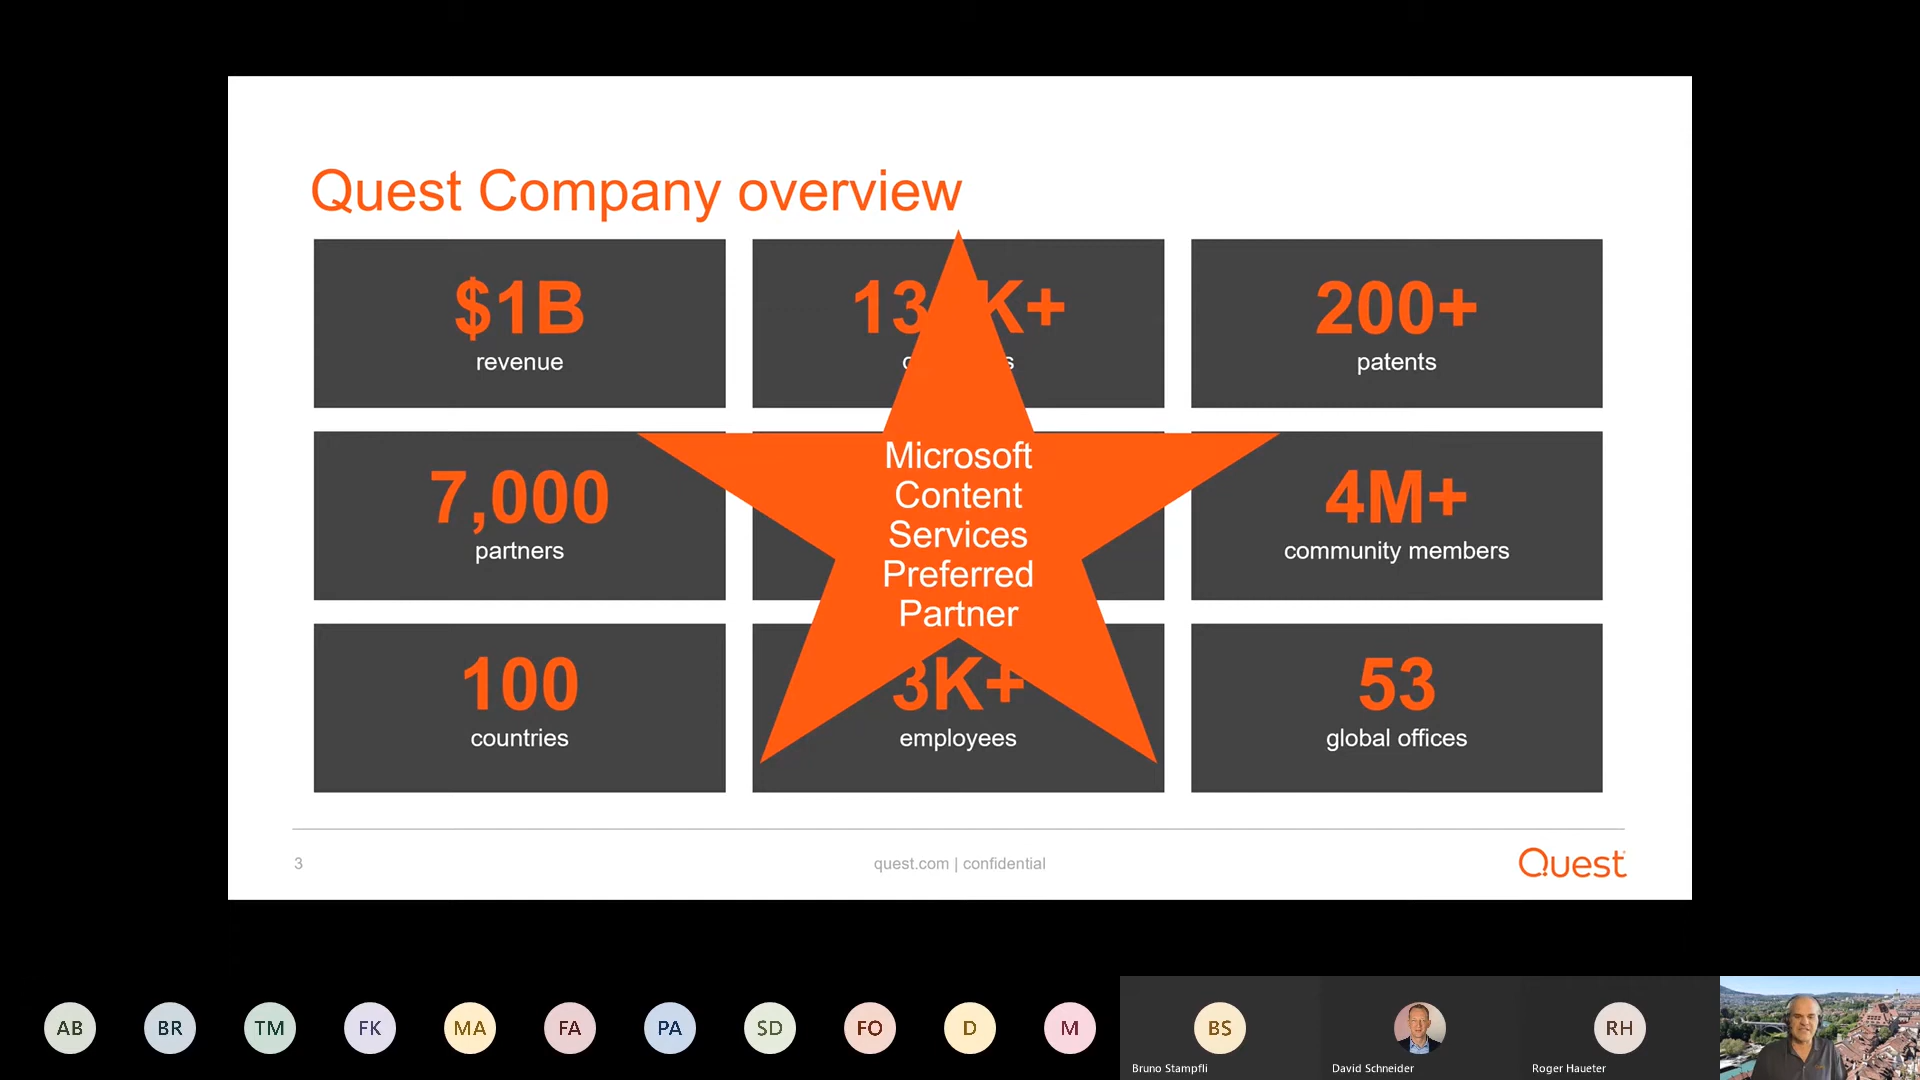 Quest Company overview
$1B
revenue
200+
patents
7,000
partners
Microsoft
Content
Services
Preferred
Partner
4M+
community members
100
countries
3K+
employees
53
global offices
3
quest.com | confidential
Quest
AB
BR
TM
FK
MA
FA
PA
SD
FO
D
M
BS
RH
Bruno Stampfli
David Schneider
Roger Haueter